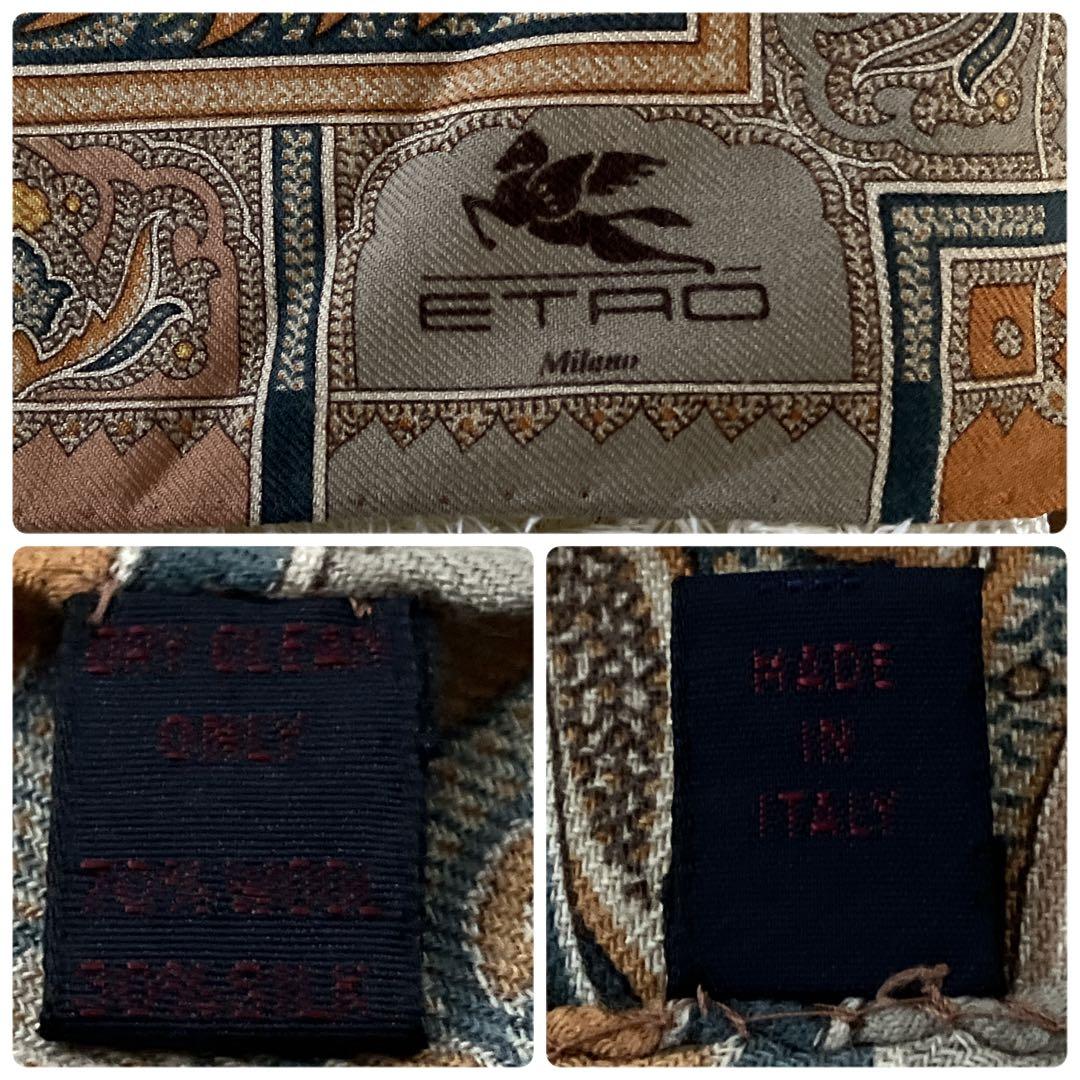 ETRO
Milano
DRY CLEAN
ONLY
70% WOOL
30% SILK
MADE
IN
ITALY